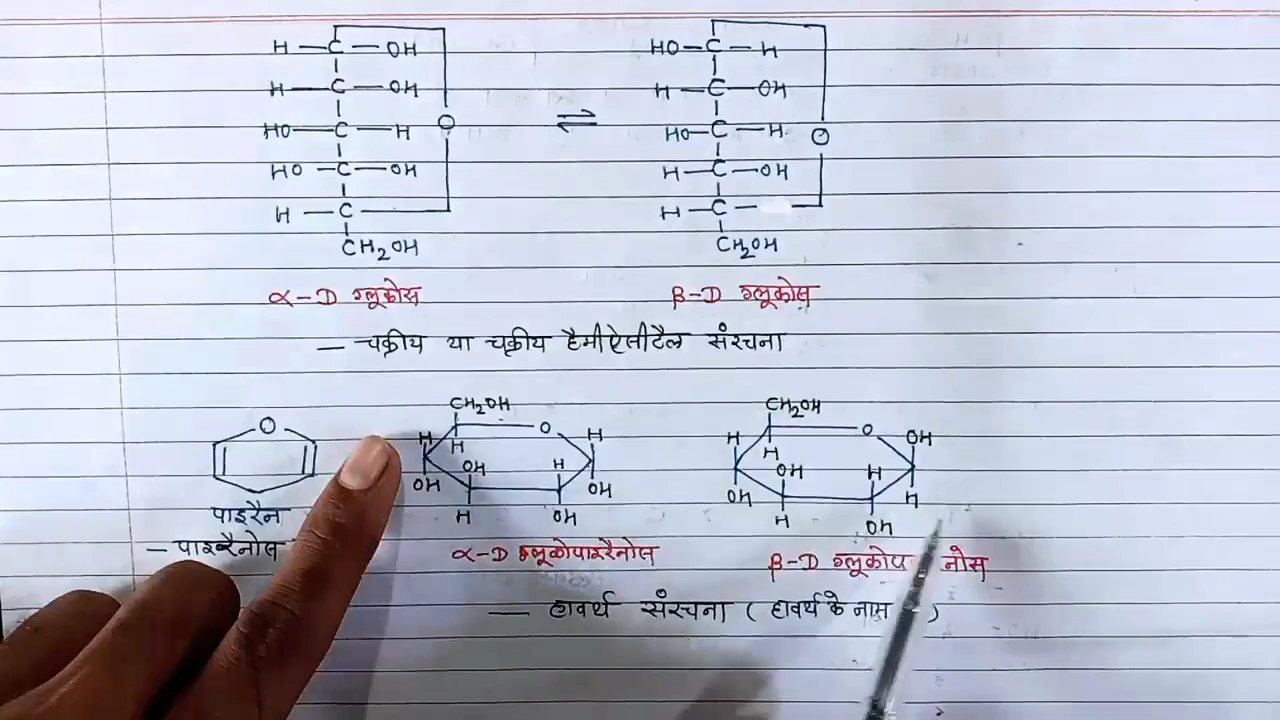 H — C — OH    HO — C — H
H — C — OH    H — C — OH
HO — C — H    O    ⇌    HO — C — H    O
HO — C — OH    H — C — OH
H — C —    H — C —
CH₂OH    CH₂OH
α-D ग्लूकोस    β-D ग्लूकोस
— चक्रीय या चक्रीय हैमीऐसीटैल संरचना
CH₂OH    CH₂OH
O    H    O    H    H    O    OH
H    H
OH    H    OH    H
OH    OH    OH    H
H    OH    H    OH
पाइरैन
— पाइरैनोस    α-D ग्लूकोपाइरैनोस    β-D ग्लूकोप नोस
— हावर्थ संरचना ( हावर्थ के नाम )